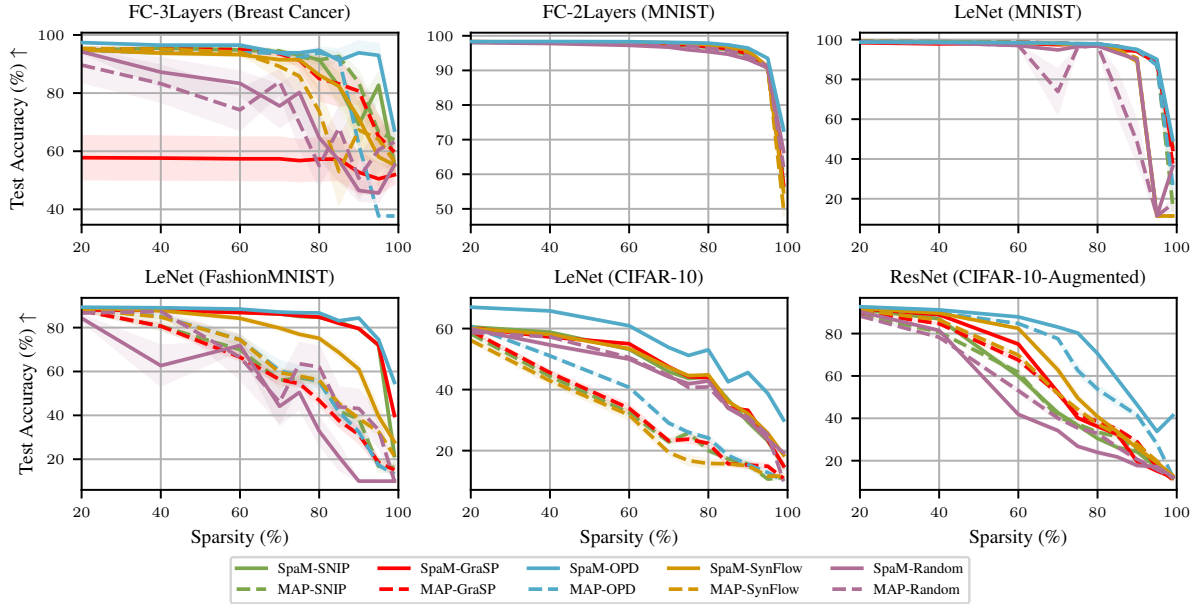 FC-3Layers (Breast Cancer)
FC-2Layers (MNIST)
LeNet (MNIST)
Test Accuracy (%) ↑
100
80
60
40
20 40 60 80 100
100
90
80
70
60
50
20 40 60 80 100
100
80
60
40
20
20 40 60 80 100
LeNet (FashionMNIST)
LeNet (CIFAR-10)
ResNet (CIFAR-10-Augmented)
Test Accuracy (%) ↑
80
60
40
20
20 40 60 80 100
60
40
20
20 40 60 80 100
80
60
40
20
20 40 60 80 100
Sparsity (%)
Sparsity (%)
Sparsity (%)
SpaM-SNIP SpaM-GraSP SpaM-OPD SpaM-SynFlow SpaM-Random
MAP-SNIP MAP-GraSP MAP-OPD MAP-SynFlow MAP-Random